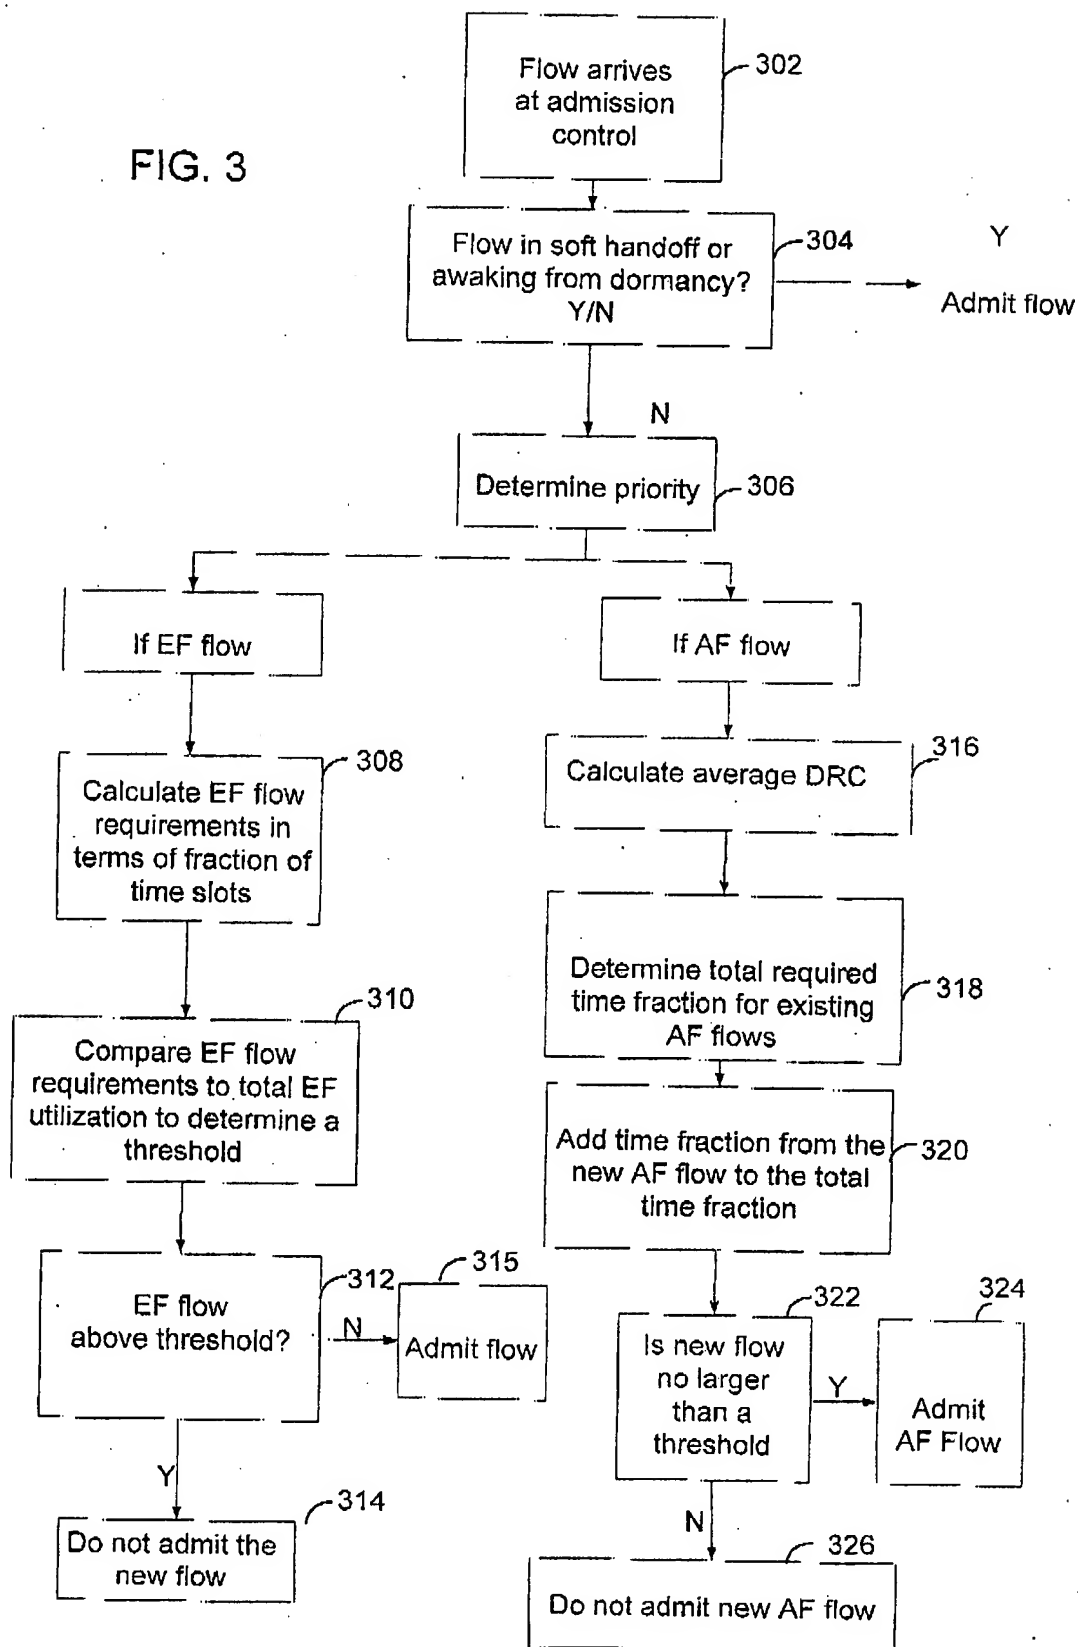 FIG. 3
Flow arrives
at admission
control
302
Flow in soft handoff or
awaking from dormancy?
Y/N
304
Y
Admit flow
N
Determine priority
306
If EF flow
If AF flow
308
Calculate EF flow
requirements in
terms of fraction of
time slots
316
Calculate average DRC
Determine total required
time fraction for existing
AF flows
318
310
Compare EF flow
requirements to total EF
utilization to determine a
threshold
Add time fraction from the
new AF flow to the total
time fraction
320
EF flow
above threshold?
312
N
315
Admit flow
322
Is new flow
no larger
than a
threshold
Y
324
Admit
AF Flow
Y
314
Do not admit the
new flow
N
326
Do not admit new AF flow